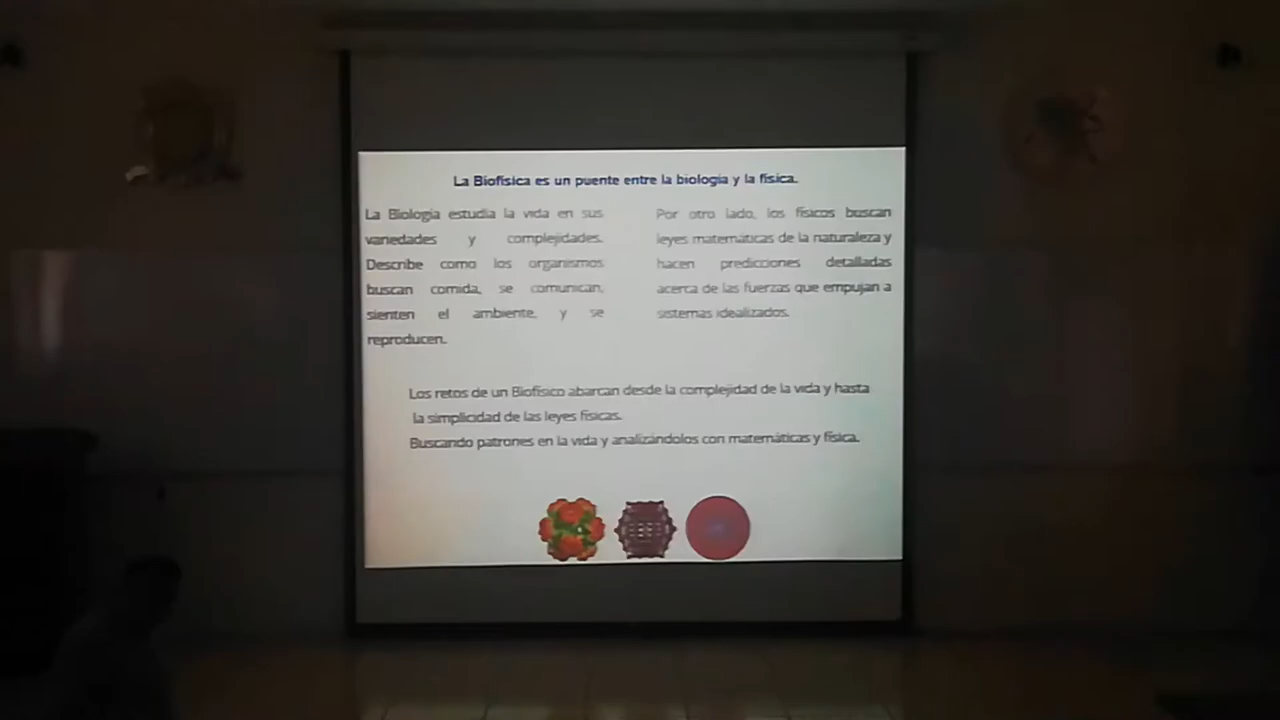 La Biofísica es un puente entre la biología y la física.
La Biología estudia la vida en sus
variedades y complejidades.
Describe como los organismos
buscan comida, se comunican,
sienten el ambiente, y se
reproducen.
Por otro lado, los físicos buscan
leyes matemáticas de la naturaleza y
hacen predicciones detalladas
acerca de las fuerzas que empujan a
sistemas idealizados.
Los retos de un Biofísico abarcan desde la complejidad de la vida y hasta
la simplicidad de las leyes físicas.
Buscando patrones en la vida y analizándolos con matemáticas y física.